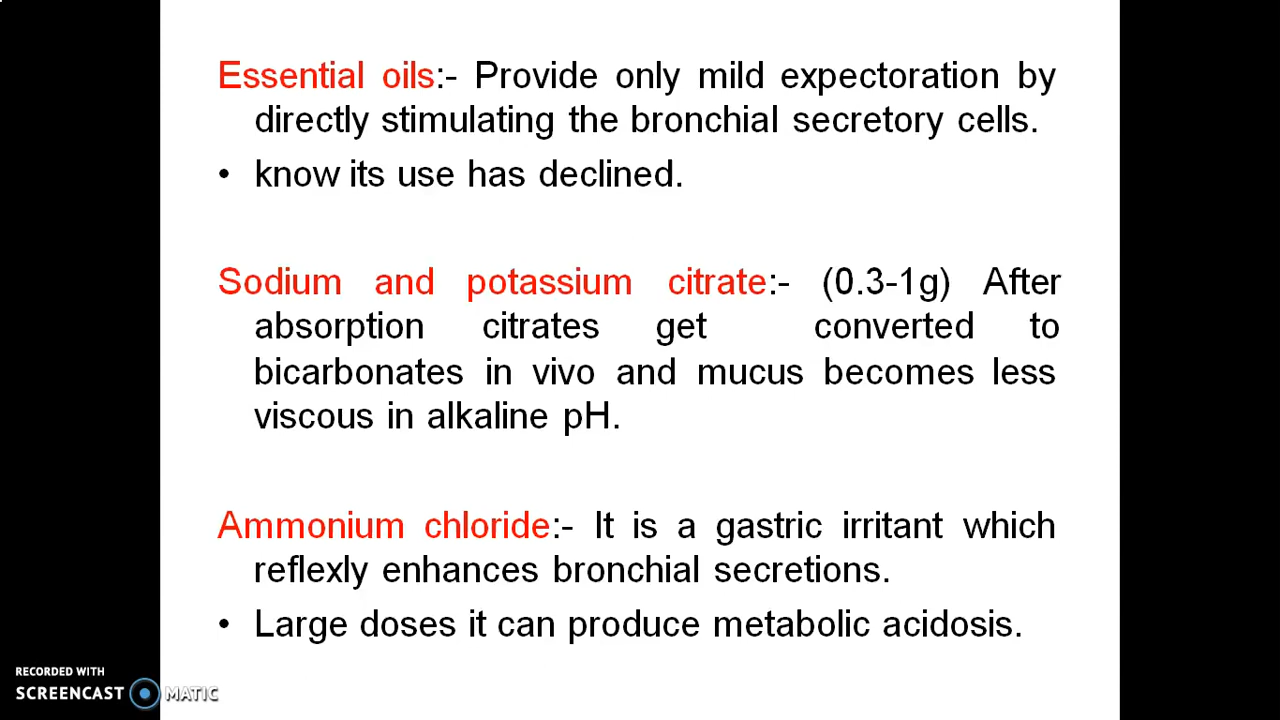 Essential oils:- Provide only mild expectoration by
directly stimulating the bronchial secretory cells.
• know its use has declined.
Sodium and potassium citrate:- (0.3-1g) After
absorption citrates get converted to
bicarbonates in vivo and mucus becomes less
viscous in alkaline pH.
Ammonium chloride:- It is a gastric irritant which
reflexly enhances bronchial secretions.
• Large doses it can produce metabolic acidosis.
RECORDED WITH
SCREENCAST MATIC